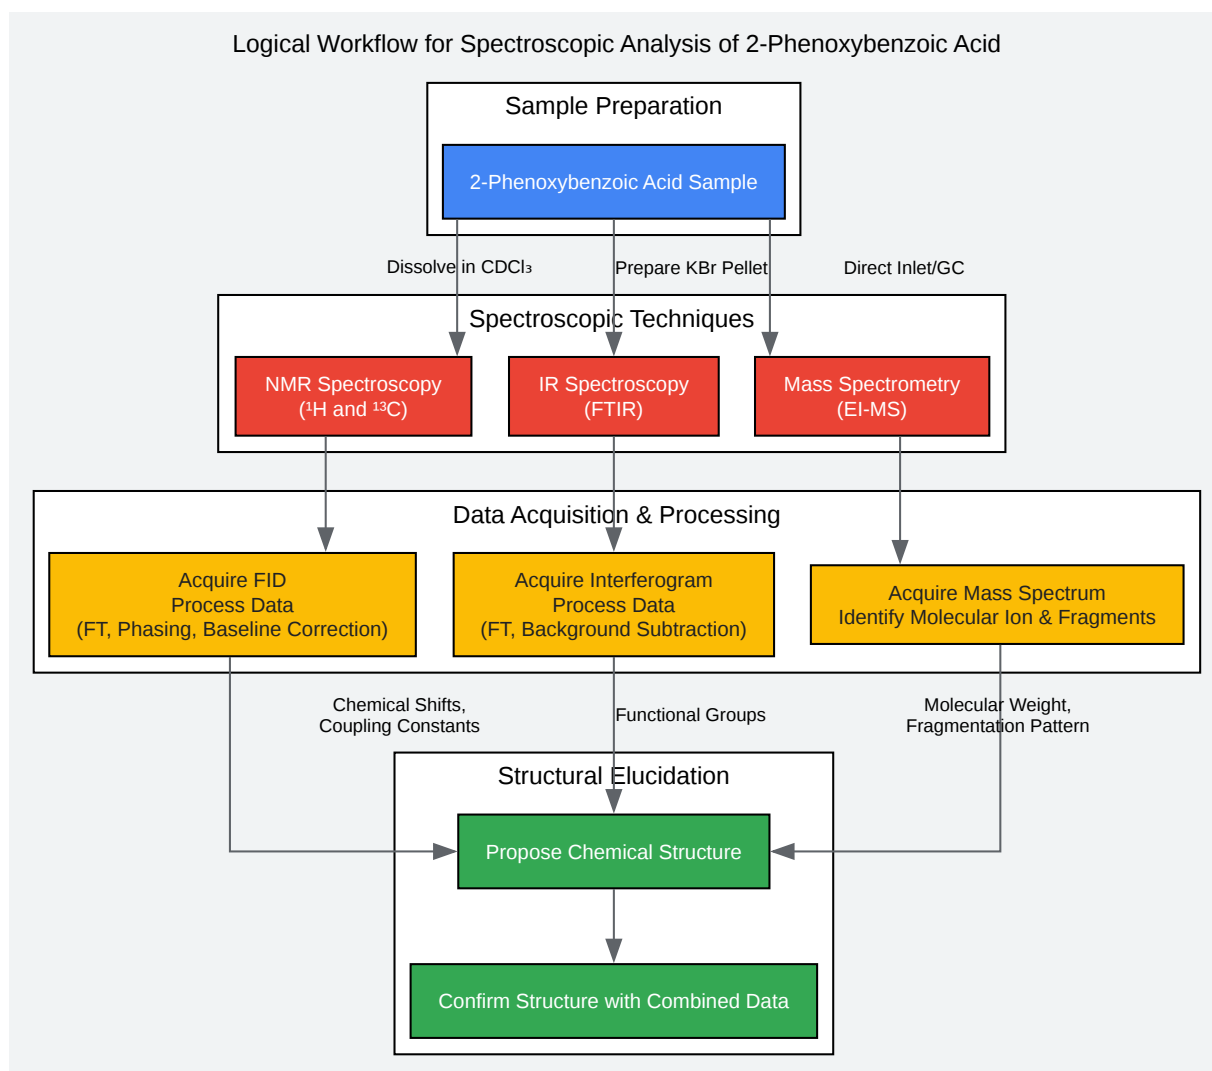 Logical Workflow for Spectroscopic Analysis of 2-Phenoxybenzoic Acid
Sample Preparation
2-Phenoxybenzoic Acid Sample
Dissolve in CDCl₃
Prepare KBr Pellet
Direct Inlet/GC
Spectroscopic Techniques
NMR Spectroscopy
(¹H and ¹³C)
IR Spectroscopy
(FTIR)
Mass Spectrometry
(EI-MS)
Data Acquisition & Processing
Acquire FID
Process Data
(FT, Phasing, Baseline Correction)
Acquire Interferogram
Process Data
(FT, Background Subtraction)
Acquire Mass Spectrum
Identify Molecular Ion & Fragments
Chemical Shifts,
Coupling Constants
Functional Groups
Molecular Weight,
Fragmentation Pattern
Structural Elucidation
Propose Chemical Structure
Confirm Structure with Combined Data